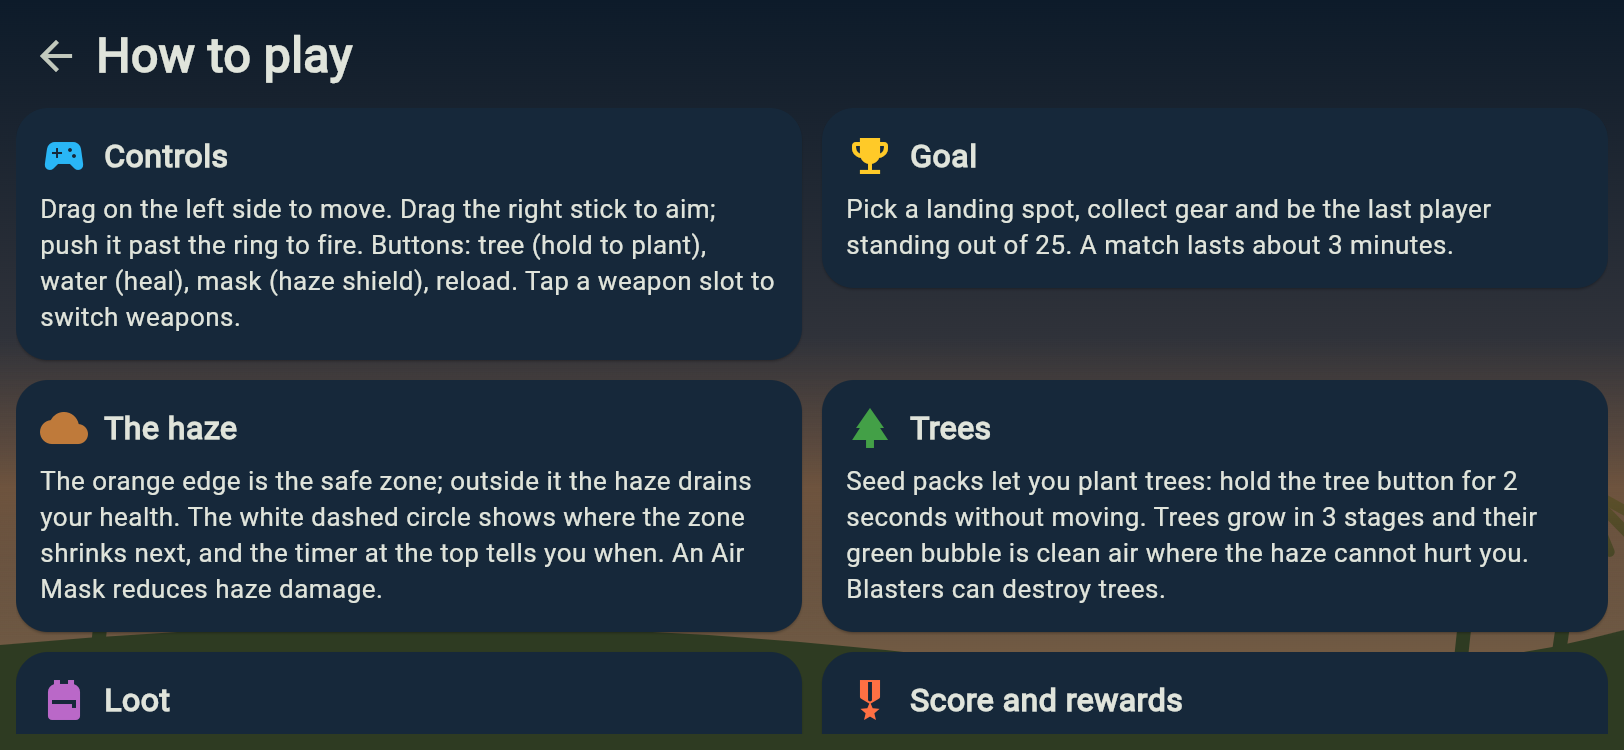 How to play
Controls
Drag on the left side to move. Drag the right stick to aim;
push it past the ring to fire. Buttons: tree (hold to plant),
water (heal), mask (haze shield), reload. Tap a weapon slot to
switch weapons.
Goal
Pick a landing spot, collect gear and be the last player
standing out of 25. A match lasts about 3 minutes.
The haze
The orange edge is the safe zone; outside it the haze drains
your health. The white dashed circle shows where the zone
shrinks next, and the timer at the top tells you when. An Air
Mask reduces haze damage.
Trees
Seed packs let you plant trees: hold the tree button for 2
seconds without moving. Trees grow in 3 stages and their
green bubble is clean air where the haze cannot hurt you.
Blasters can destroy trees.
Loot
Score and rewards